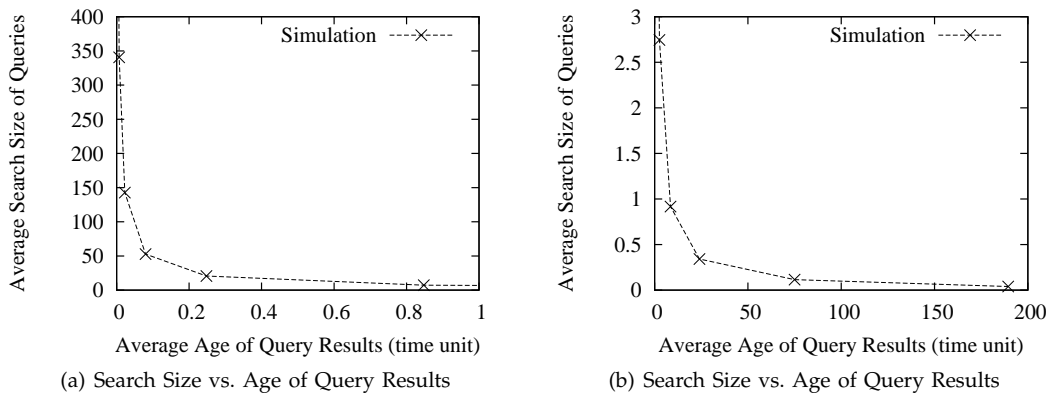 Average Search Size of Queries
400
350
300
250
200
150
100
50
0
Simulation
0 0.2 0.4 0.6 0.8 1
Average Age of Query Results (time unit)
(a) Search Size vs. Age of Query Results
Average Search Size of Queries
3
2.5
2
1.5
1
0.5
0
Simulation
0 50 100 150 200
Average Age of Query Results (time unit)
(b) Search Size vs. Age of Query Results